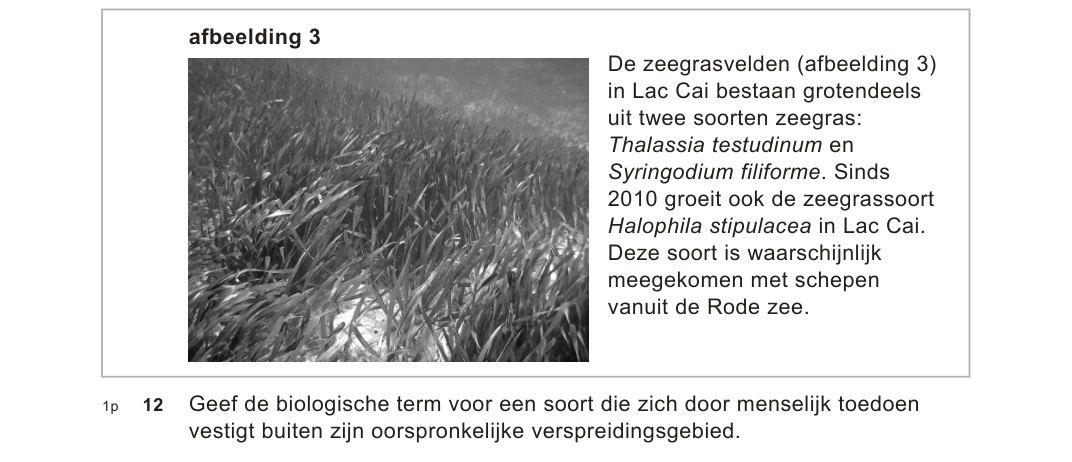 afbeelding 3
De zeegrasvelden (afbeelding 3)
in Lac Cai bestaan grotendeels
uit twee soorten zeegras:
Thalassia testudinum en
Syringodium filiforme. Sinds
2010 groeit ook de zeegrassoort
Halophila stipulacea in Lac Cai.
Deze soort is waarschijnlijk
meegekomen met schepen
vanuit de Rode zee.
1p 12 Geef de biologische term voor een soort die zich door menselijk toedoen
vestigt buiten zijn oorspronkelijke verspreidingsgebied.